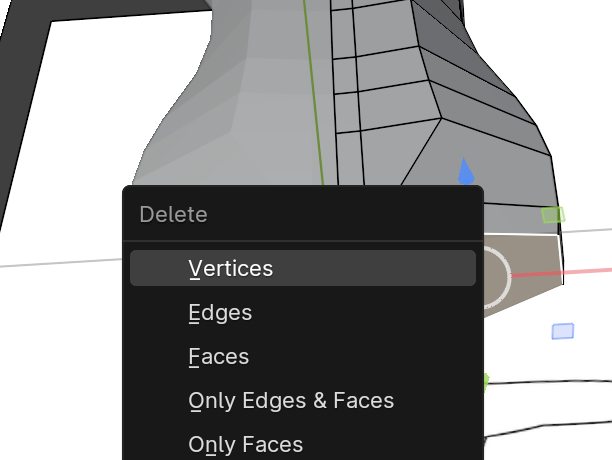 Delete
Vertices
Edges
Faces
Only Edges & Faces
Only Faces